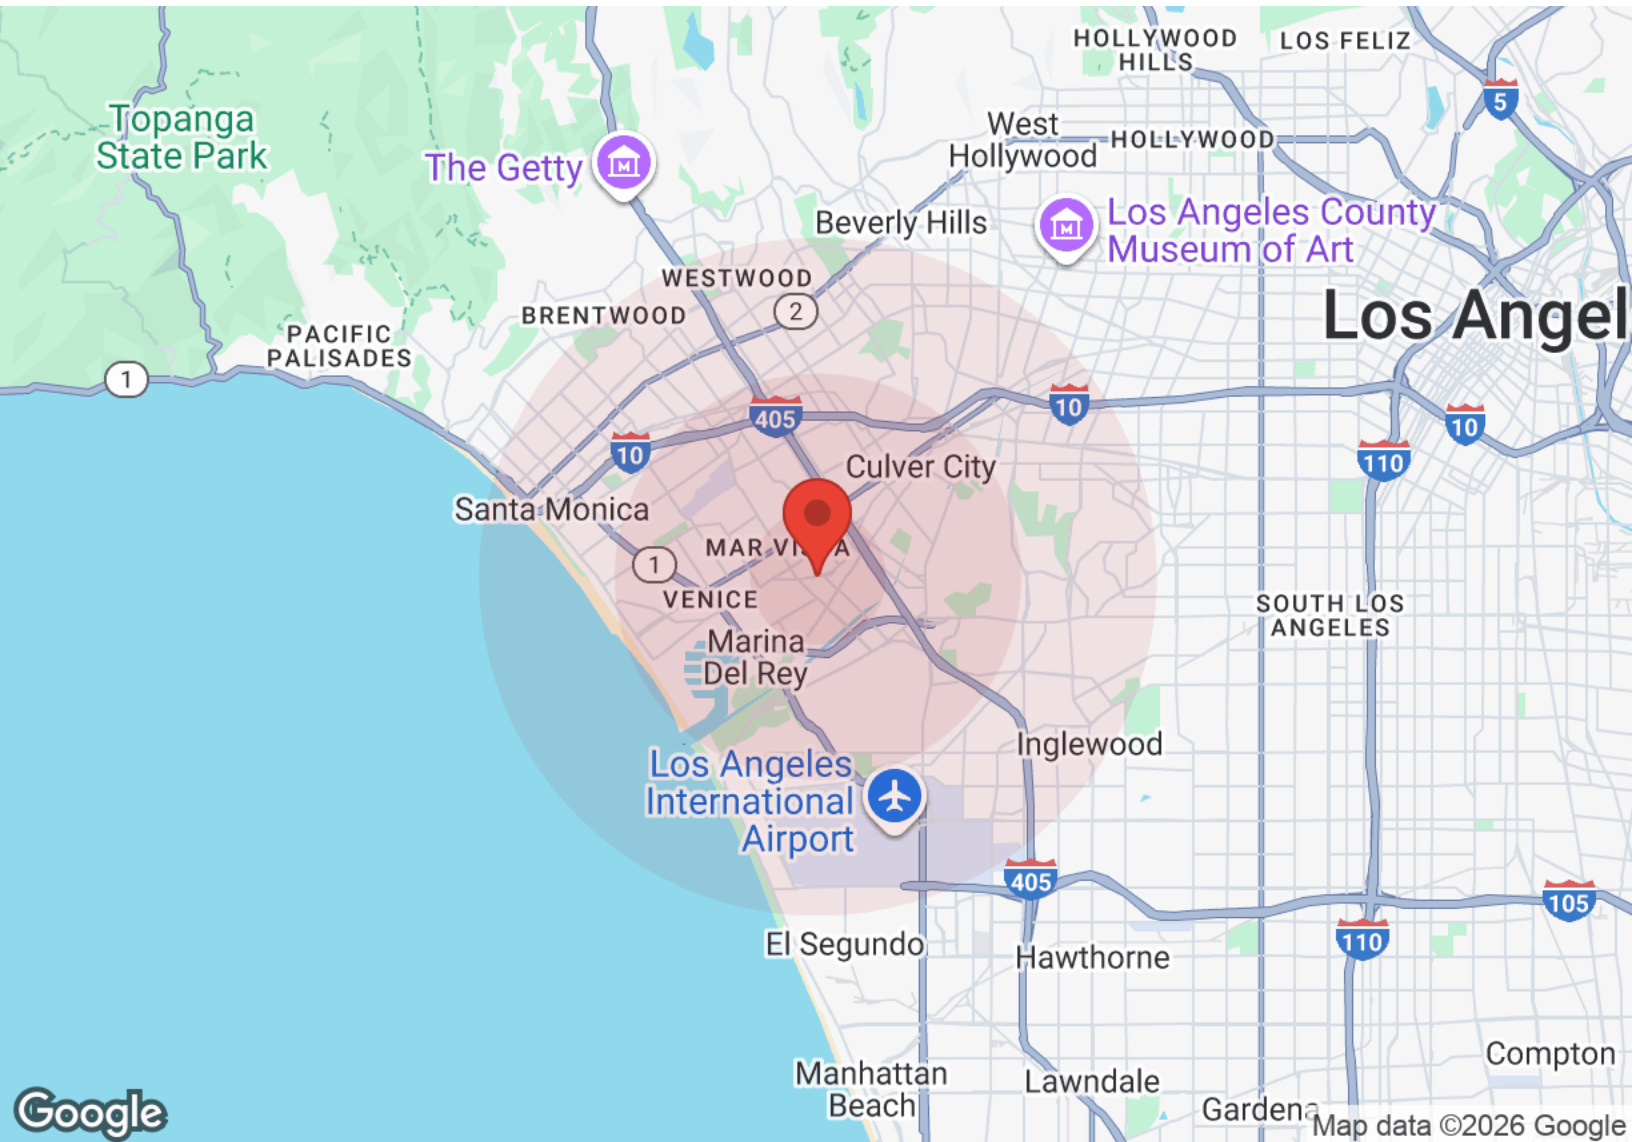 HOLLYWOOD
HILLS
LOS FELIZ
5
Topanga
State Park
The Getty
West
Hollywood
HOLLYWOOD
Beverly Hills
Los Angeles County
Museum of Art
WESTWOOD
2
BRENTWOOD
Los Angel
PACIFIC
PALISADES
1
405
10
10
10
110
Culver City
Santa Monica
MAR VISTA
1
VENICE
SOUTH LOS
ANGELES
Marina
Del Rey
Inglewood
Los Angeles
International
Airport
405
105
110
El Segundo
Hawthorne
Manhattan
Beach
Lawndale
Compton
Gardena
Google
Map data ©2026 Google